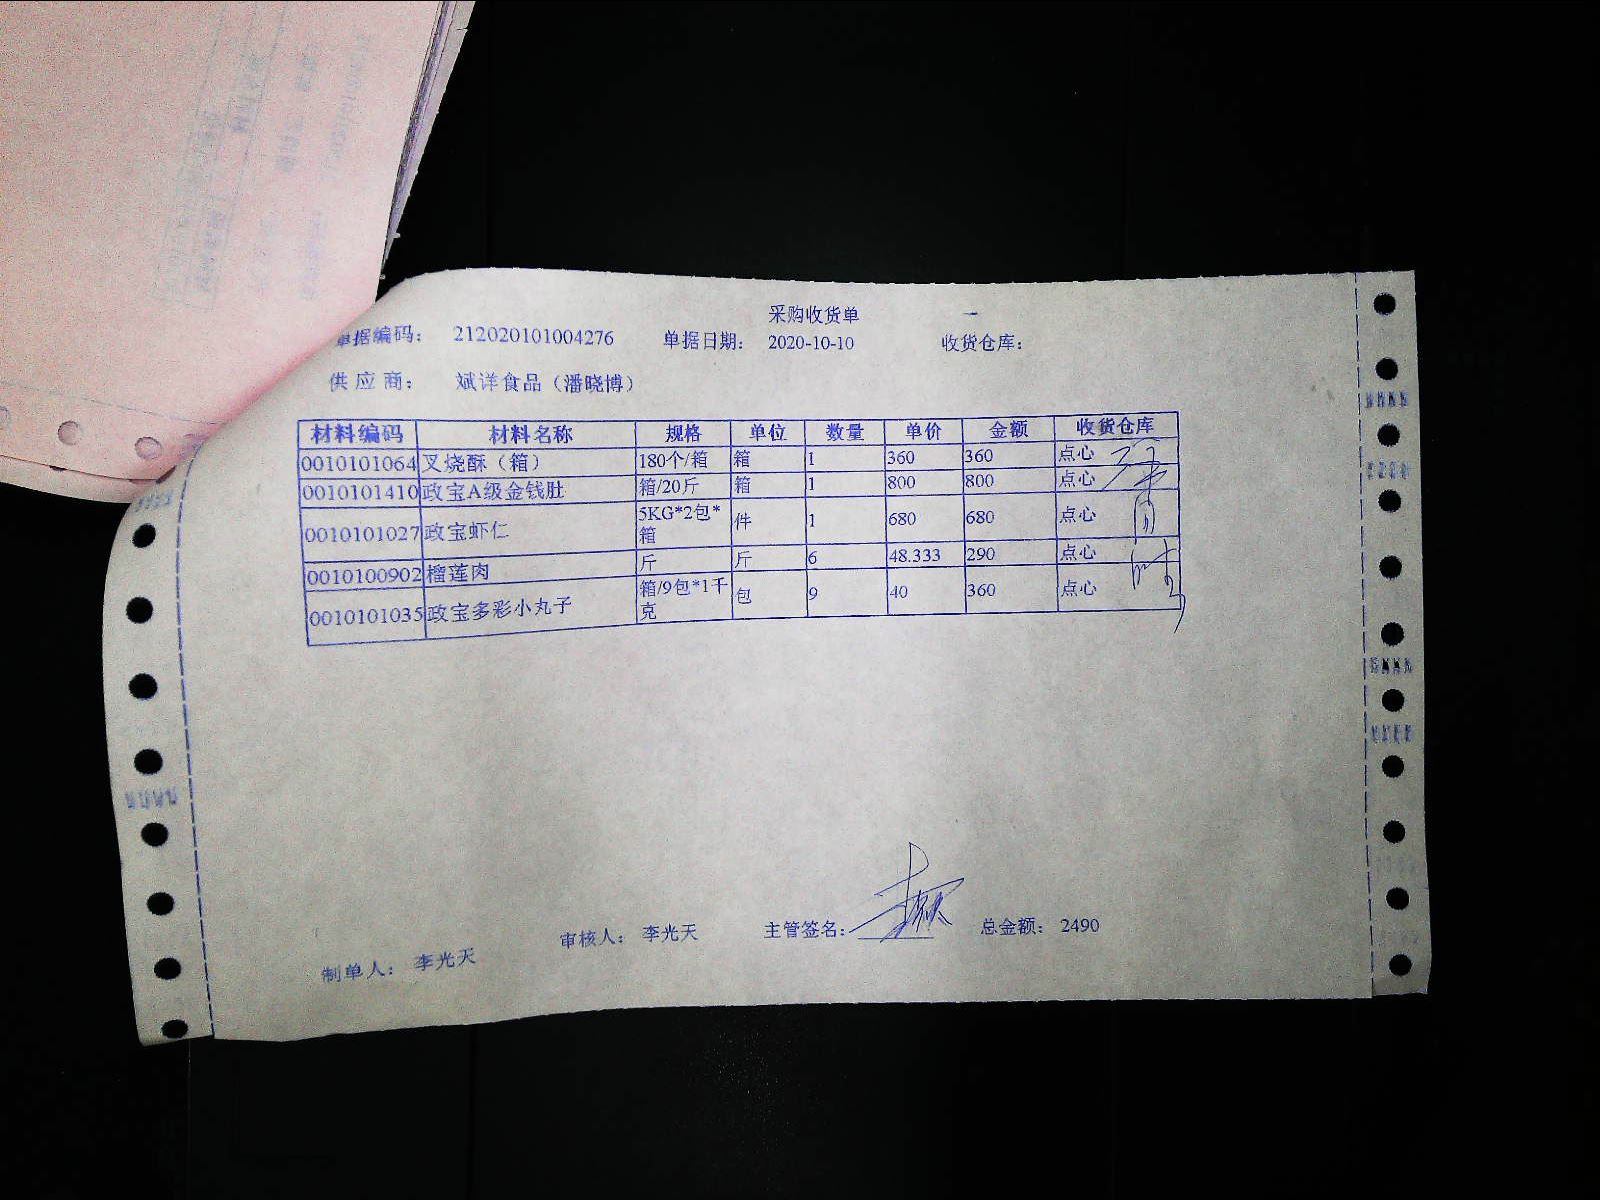 采购收货单
单据编码： 212020101004276 单据日期： 2020-10-10 收货仓库：
供应商： 斌详食品（潘晓博）
材料编码 材料名称 规格 单位 数量 单价 金额 收货仓库
0010101064 叉烧酥（箱） 180个/箱 箱 1 360 360 点心
0010101410 政宝A级金钱肚 箱/20斤 箱 1 800 800 点心
0010101027 政宝虾仁 5KG*2包*箱 件 1 680 680 点心
0010100902 榴莲肉 斤 斤 6 48.333 290 点心
0010101035 政宝多彩小丸子 箱/9包*1千克 包 9 40 360 点心
制单人： 李光天 审核人： 李光天 主管签名： 总金额： 2490